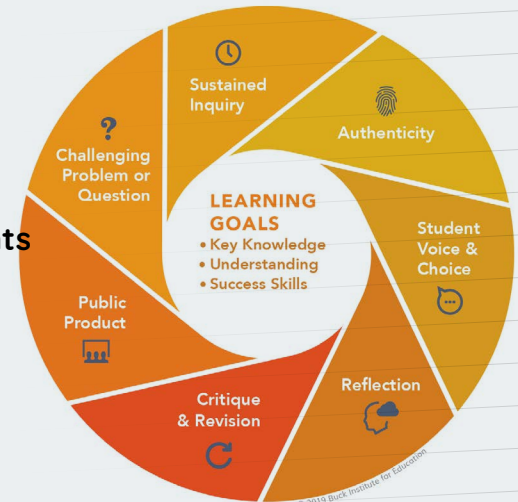 Sustained
Inquiry
Authenticity
Student
Voice &
Choice
Reflection
Critique
& Revision
Public
Product
?
Challenging
Problem or
Question
LEARNING
GOALS
• Key Knowledge
• Understanding
• Success Skills
2019 Buck Institute for Education